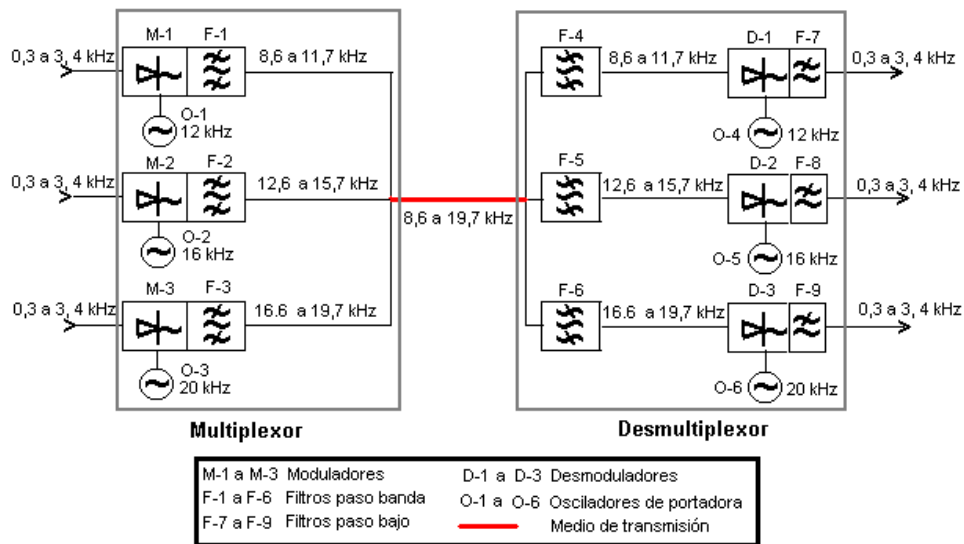 M-1 F-1
0,3 a 3, 4 kHz
8,6 a 11,7 kHz
O-1
12 kHz
M-2 F-2
0,3 a 3, 4 kHz
12,6 a 15,7 kHz
O-2
16 kHz
M-3 F-3
0,3 a 3, 4 kHz
16.6 a 19,7 kHz
O-3
20 kHz
8,6 a 19,7 kHz
F-4
8,6 a 11,7 kHz
D-1 F-7
0,3 a 3, 4 kHz
O-4 12 kHz
F-5
12,6 a 15,7 kHz
D-2 F-8
0,3 a 3, 4 kHz
O-5 16 kHz
F-6
16.6 a 19,7 kHz
D-3 F-9
0,3 a 3, 4 kHz
O-6 20 kHz
Multiplexor
Desmultiplexor
M-1 a M-3 Moduladores
F-1 a F-6 Filtros paso banda
F-7 a F-9 Filtros paso bajo
D-1 a D-3 Desmoduladores
O-1 a O-6 Osciladores de portadora
Medio de transmisión